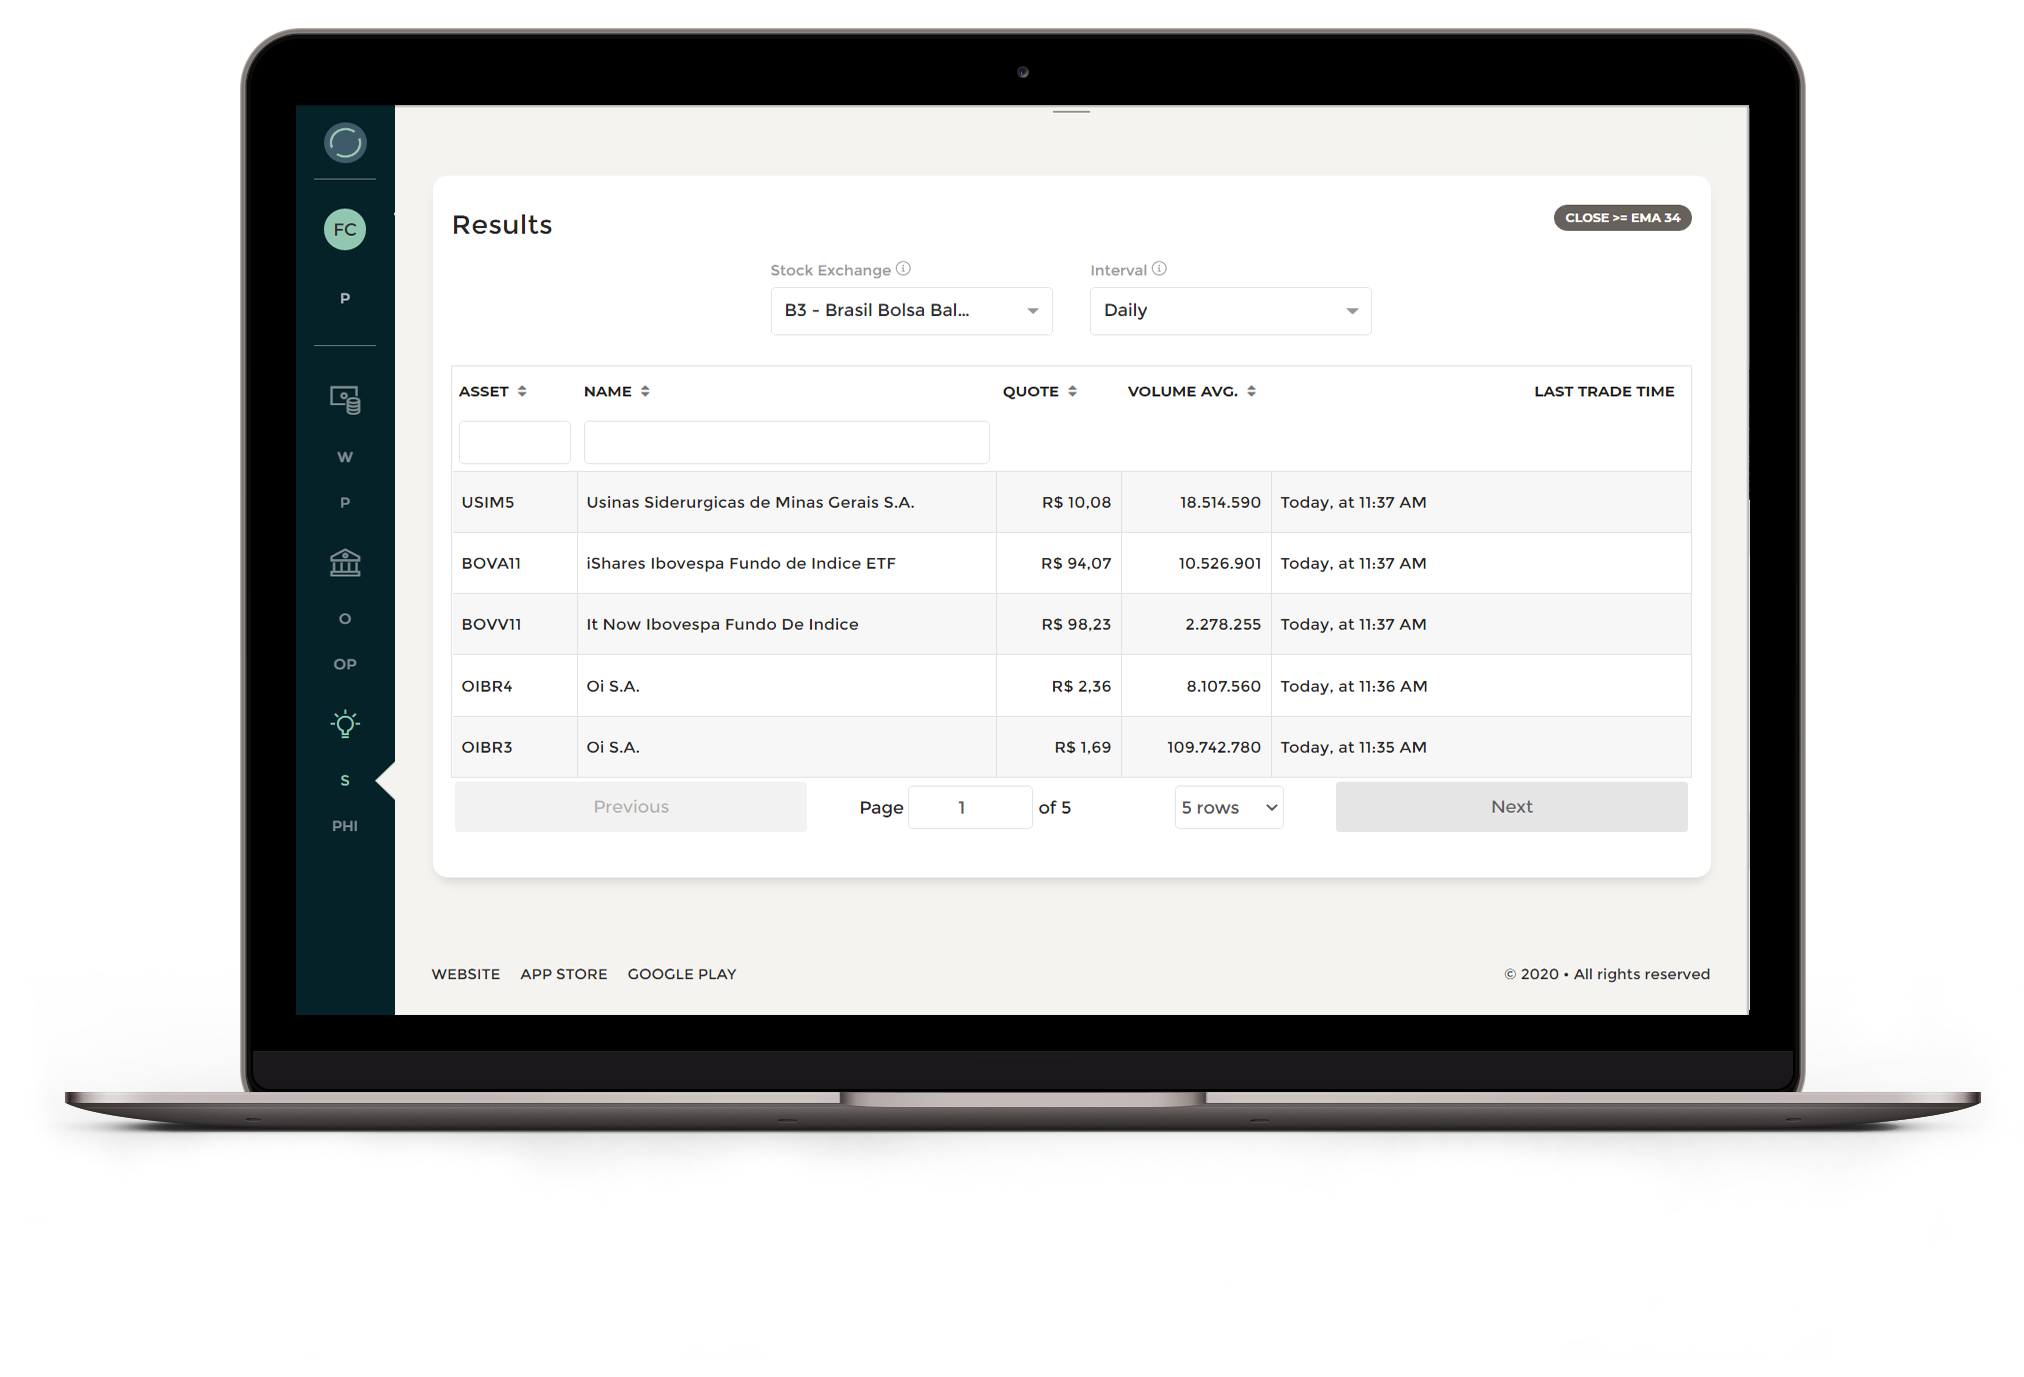 FC
P
W
P
O
OP
S
PHI
Results
CLOSE >= EMA 34
Stock Exchange
Interval
B3 - Brasil Bolsa Bal...
Daily
ASSET NAME QUOTE VOLUME AVG. LAST TRADE TIME
USIM5 Usinas Siderurgicas de Minas Gerais S.A. R$ 10,08 18.514.590 Today, at 11:37 AM
BOVA11 iShares Ibovespa Fundo de Indice ETF R$ 94,07 10.526.901 Today, at 11:37 AM
BOVV11 It Now Ibovespa Fundo De Indice R$ 98,23 2.278.255 Today, at 11:37 AM
OIBR4 Oi S.A. R$ 2,36 8.107.560 Today, at 11:36 AM
OIBR3 Oi S.A. R$ 1,69 109.742.780 Today, at 11:35 AM
Previous Page 1 of 5 5 rows Next
WEBSITE APP STORE GOOGLE PLAY © 2020 • All rights reserved